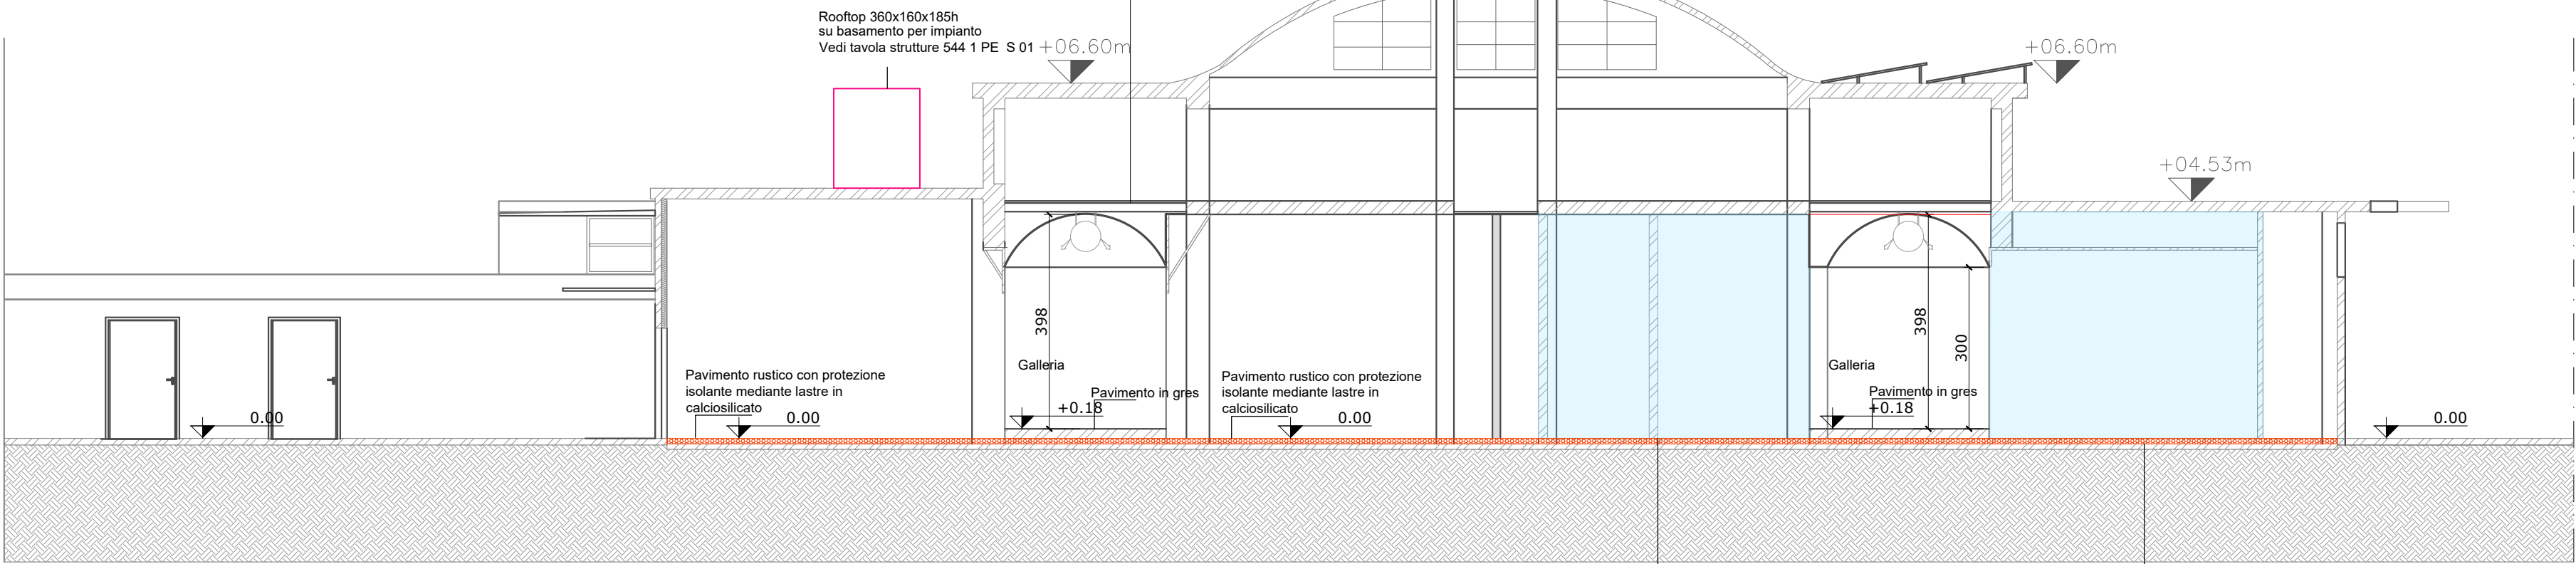 Rooftop 360x160x185h
su basamento per impianto
Vedi tavola strutture 544 1 PE S 01
+06.60m
+06.60m
+04.53m
398
398
300
Galleria
Galleria
Pavimento rustico con protezione
isolante mediante lastre in
calciosilicato
Pavimento in gres
Pavimento rustico con protezione
isolante mediante lastre in
calciosilicato
Pavimento in gres
0.00
0.00
+0.18
0.00
+0.18
0.00